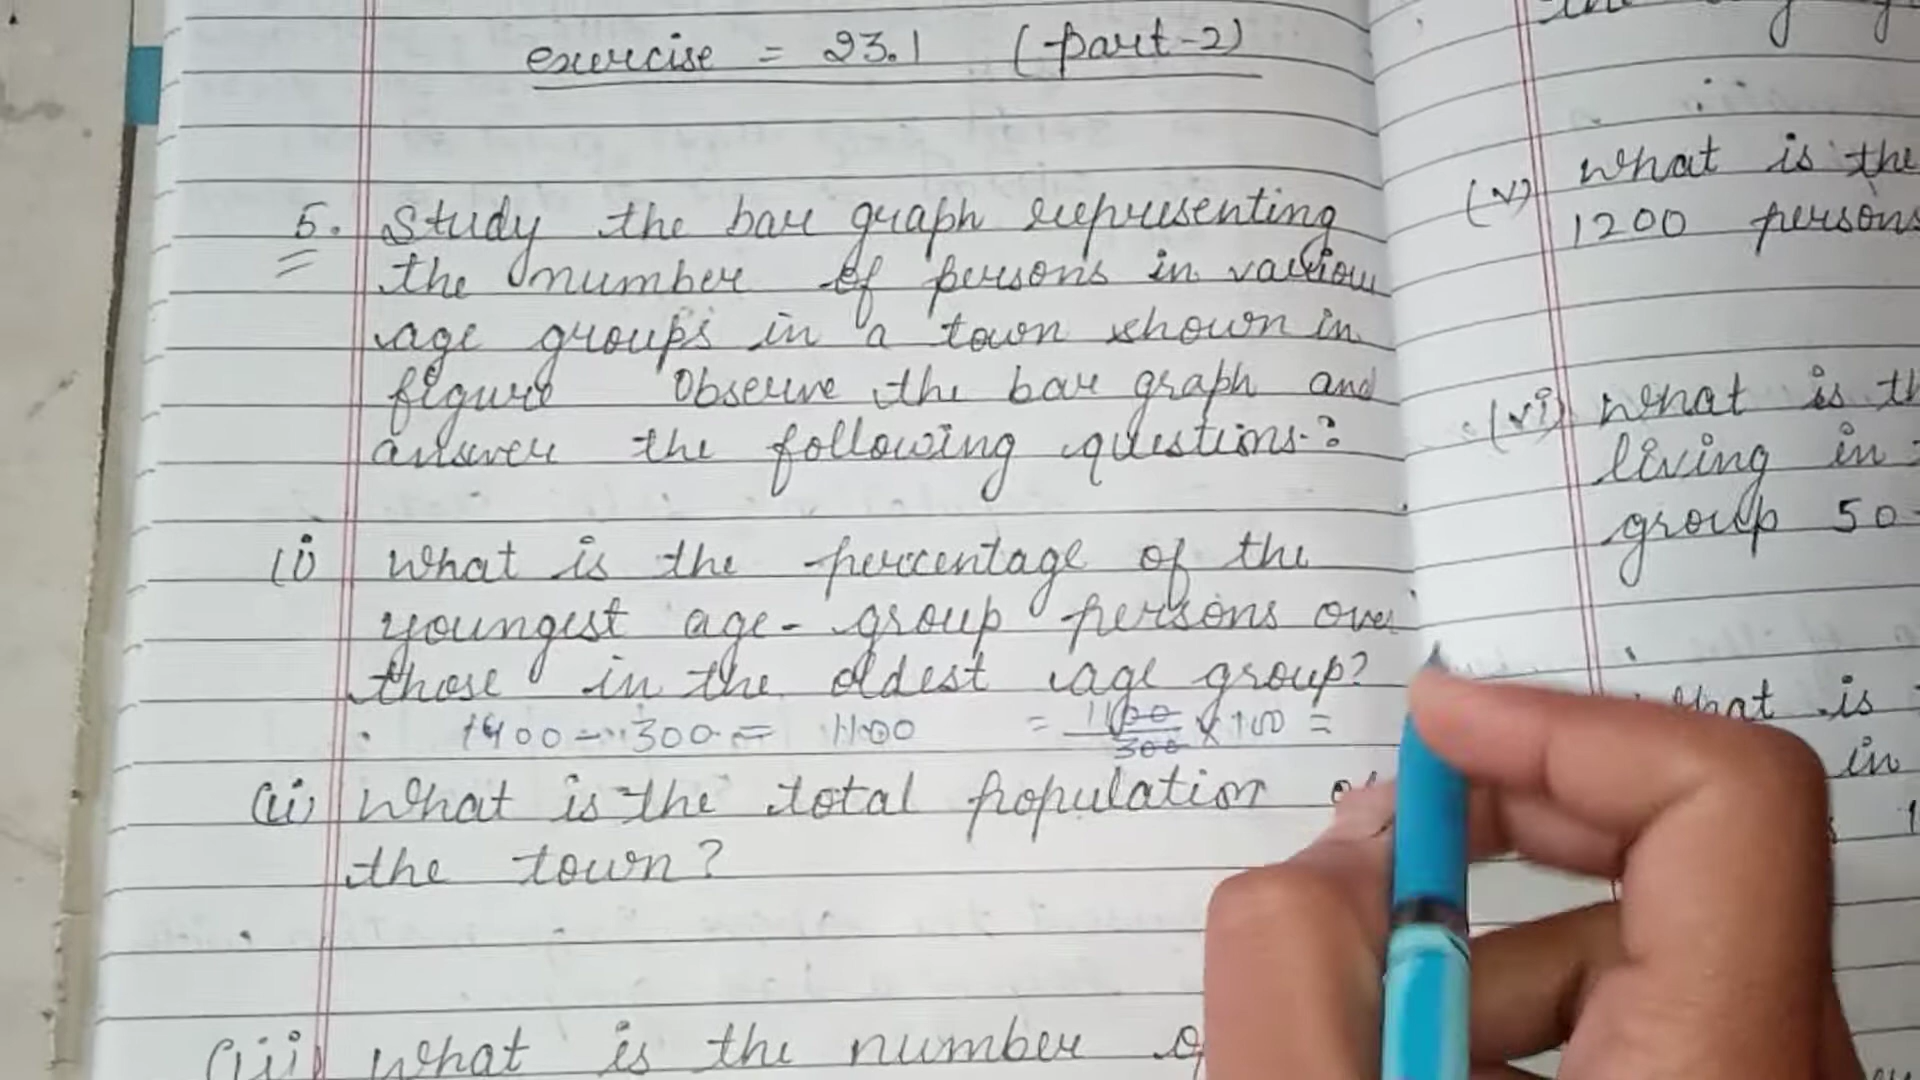 exercise = 23.1 (part-2)
5. Study the bar graph representing
the number of persons in various
age groups in a town shown in
figure Observe the bar graph and
answer the following questions:
(i) what is the percentage of the
youngest age-group persons over
those in the oldest age group?
1400 - 300 = 1100 = 1100/300 × 100 =
(ii) what is the total population
the town?
(iii) what is the number
(v) what is the
1200 persons
(vi) what is
living in
group 50
what is
in